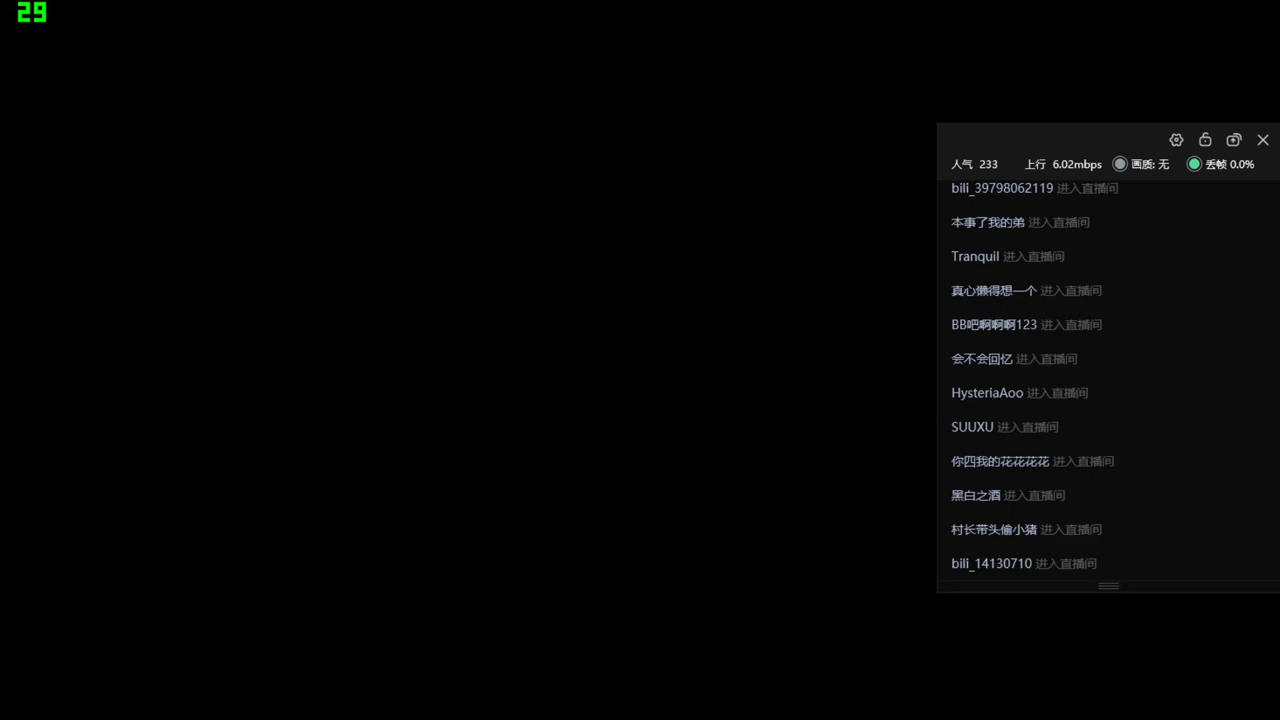 29
人气 233 上行 6.02mbps 画质: 无 丢帧 0.0%
bili_39798062119 进入直播间
本事了我的弟 进入直播间
Tranquil 进入直播间
真心懒得想一个 进入直播间
BB吧啊啊啊123 进入直播间
会不会回忆 进入直播间
HysteriaAoo 进入直播间
SUUXU 进入直播间
你四我的花花花花 进入直播间
黑白之酒 进入直播间
村长带头偷小猪 进入直播间
bili_14130710 进入直播间